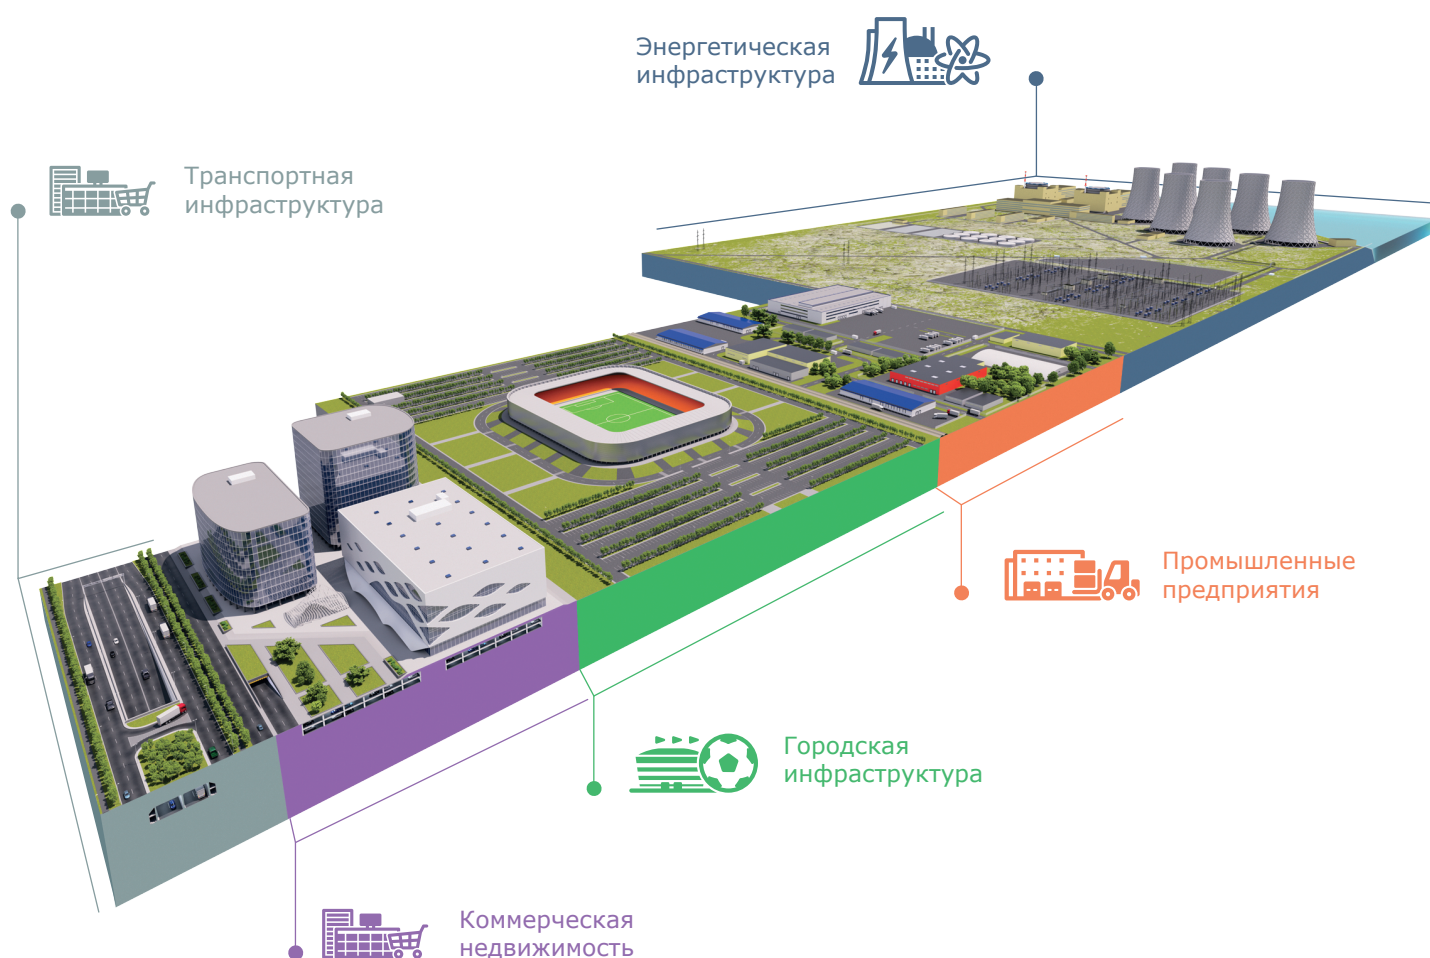 Энергетическая
инфраструктура
Транспортная
инфраструктура
Промышленные
предприятия
Городская
инфраструктура
Коммерческая
недвижимость